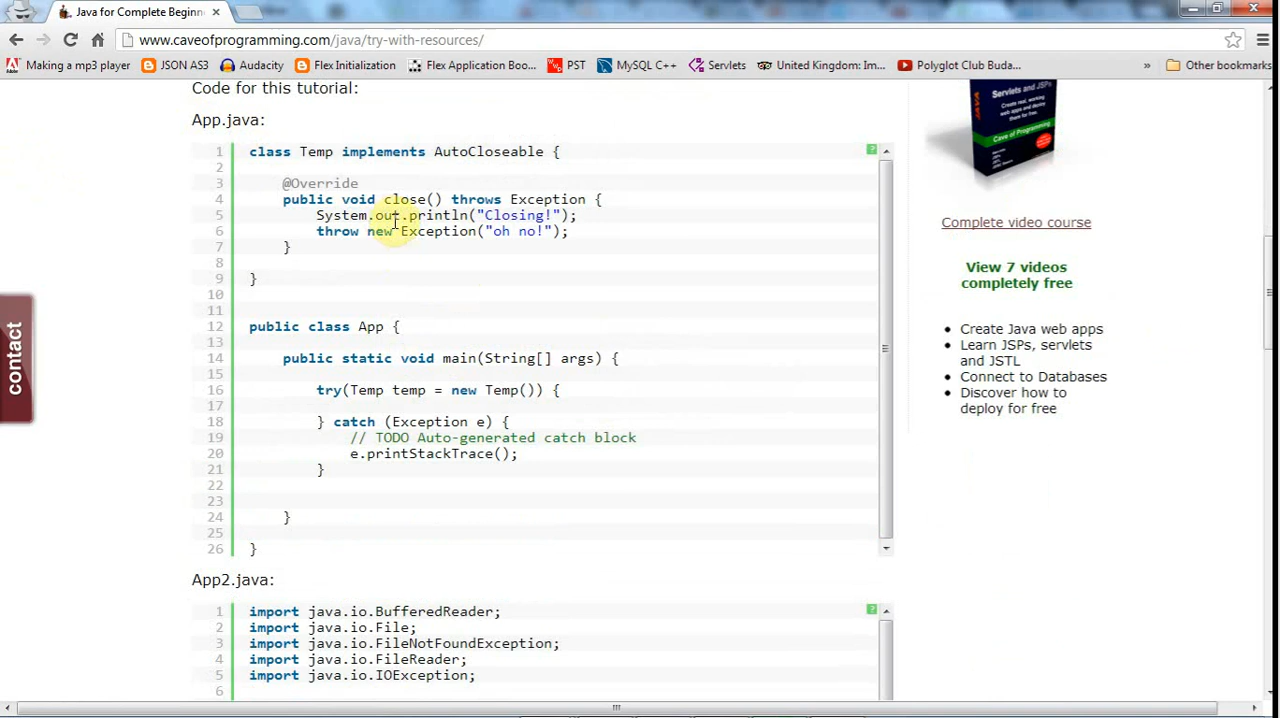 Java for Complete Beginn
www.caveofprogramming.com/java/try-with-resources/
Making a mp3 player
JSON AS3
Audacity
Flex Initialization
Flex Application Boo...
PST
MySQL C++
Servlets
United Kingdom: Im...
Polyglot Club Buda...
»
Other bookmarks
Code for this tutorial:
App.java:
1 class Temp implements AutoCloseable {
2
3 @Override
4 public void close() throws Exception {
5 System.out.println("Closing!");
6 throw new Exception("oh no!");
7 }
8
9 }
10
11
12 public class App {
13
14 public static void main(String[] args) {
15
16 try(Temp temp = new Temp()) {
17
18 } catch (Exception e) {
19 // TODO Auto-generated catch block
20 e.printStackTrace();
21 }
22
23
24 }
25
26 }
App2.java:
1 import java.io.BufferedReader;
2 import java.io.File;
3 import java.io.FileNotFoundException;
4 import java.io.FileReader;
5 import java.io.IOException;
6
Servlets and JSPs
Cave of Programming
Complete video course
View 7 videos
completely free
• Create Java web apps
• Learn JSPs, servlets
and JSTL
• Connect to Databases
• Discover how to
deploy for free
contact